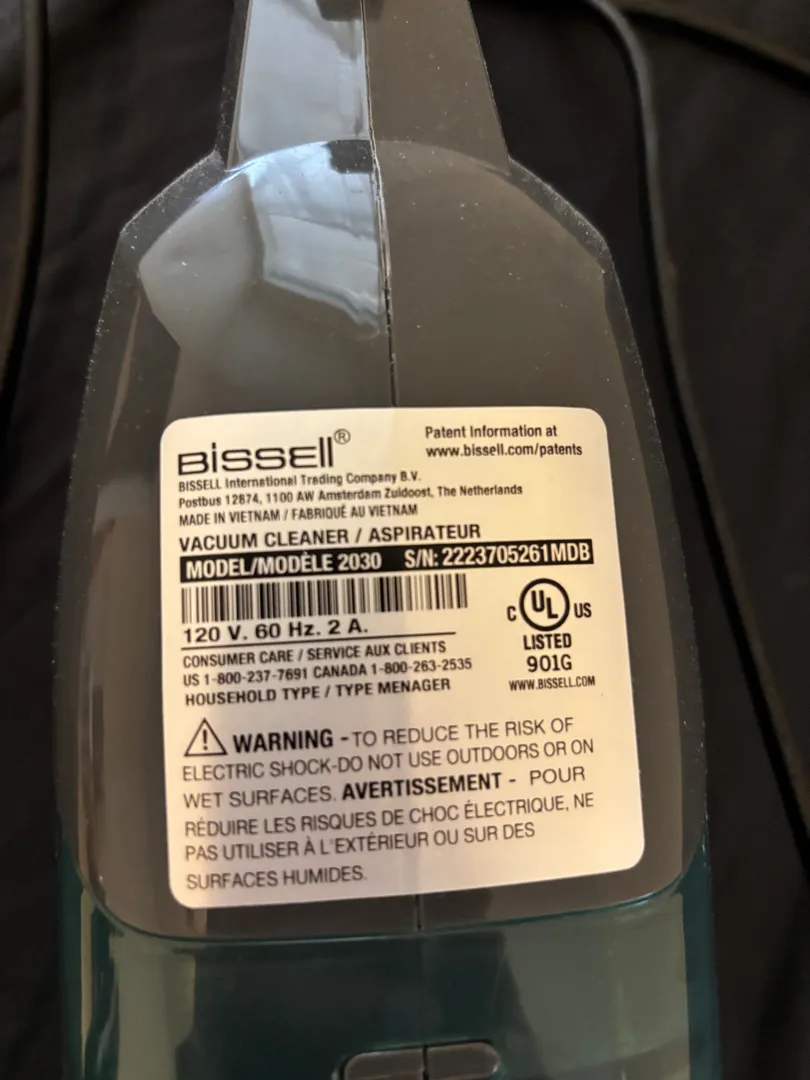 BISSELL®
Patent Information at
www.bissell.com/patents
BISSELL International Trading Company B.V.
Postbus 12874, 1100 AW Amsterdam Zuidoost, The Netherlands
MADE IN VIETNAM / FABRIQUÉ AU VIETNAM
VACUUM CLEANER / ASPIRATEUR
MODEL/MODÈLE 2030 S/N: 2223705261MDB
120 V. 60 Hz. 2 A.
CONSUMER CARE / SERVICE AUX CLIENTS
US 1-800-237-7691 CANADA 1-800-263-2535
HOUSEHOLD TYPE / TYPE MENAGER
C UL US
LISTED
901G
WWW.BISSELL.COM
WARNING - TO REDUCE THE RISK OF
ELECTRIC SHOCK-DO NOT USE OUTDOORS OR ON
WET SURFACES. AVERTISSEMENT - POUR
RÉDUIRE LES RISQUES DE CHOC ÉLECTRIQUE, NE
PAS UTILISER À L'EXTÉRIEUR OU SUR DES
SURFACES HUMIDES.